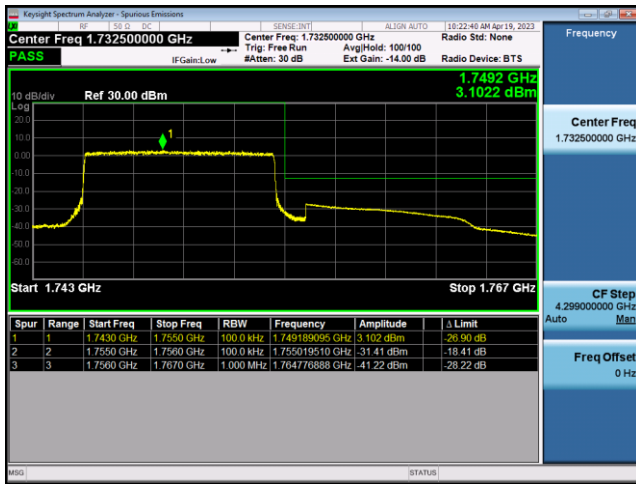 Keysight Spectrum Analyzer - Spurious Emissions
RF 50 Ω DC SENSE:INT ALIGN AUTO 10:22:40 AM Apr 19, 2023
Center Freq 1.732500000 GHz
PASS
IFGain:Low
Center Freq: 1.732500000 GHz
Trig: Free Run Avg|Hold: 100/100
#Atten: 30 dB Ext Gain: -14.00 dB
Radio Std: None
Radio Device: BTS
Frequency
1.7492 GHz
3.1022 dBm
10 dB/div Ref 30.00 dBm
Log
20.0
10.0
0.00
-10.0
-20.0
-30.0
-40.0
-50.0
-60.0
1
Start 1.743 GHz Stop 1.767 GHz
Center Freq
1.732500000 GHz
CF Step
4.299000000 GHz
Auto Man
Freq Offset
0 Hz
Spur Range Start Freq Stop Freq RBW Frequency Amplitude Δ Limit
1 1 1.7430 GHz 1.7550 GHz 100.0 kHz 1.749189095 GHz 3.102 dBm -26.90 dB
2 2 1.7550 GHz 1.7560 GHz 100.0 kHz 1.755019510 GHz -31.41 dBm -18.41 dB
3 3 1.7560 GHz 1.7670 GHz 1.000 MHz 1.764776888 GHz -41.22 dBm -28.22 dB
MSG STATUS